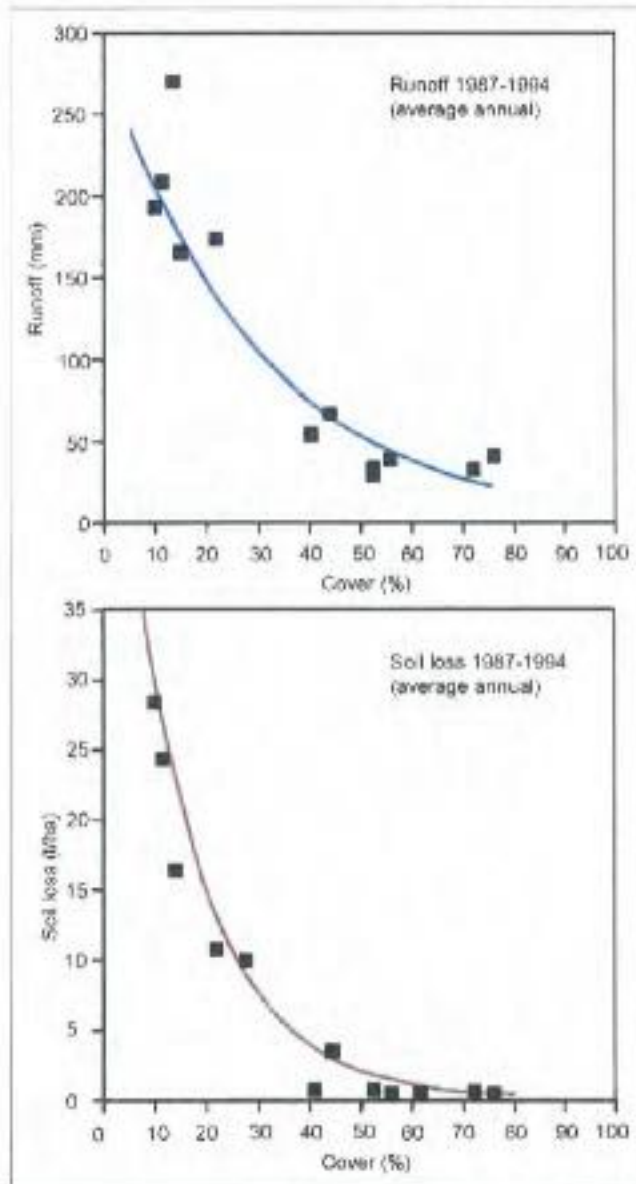 300
250
200
150
100
50
0
Runoff (mm)
Runoff 1987-1994
(average annual)
0 10 20 30 40 50 60 70 80 90 100
Cover (%)
35
30
25
20
15
10
5
0
Soil loss (t/ha)
Soil loss 1987-1994
(average annual)
0 10 20 30 40 50 60 70 80 90 100
Cover (%)